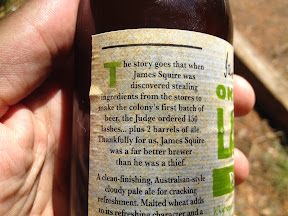 The story goes that when
James Squire was
discovered stealing
ingredients from the stores to
make the colony's first batch of
beer, the Judge ordered 150
lashes... plus 2 barrels of ale.
Thankfully for us, James Squire
was a far better brewer
than he was a thief.
A clean-finishing, Australian-style
cloudy pale ale for cracking
refreshment. Malted wheat adds
to its refreshing character and a